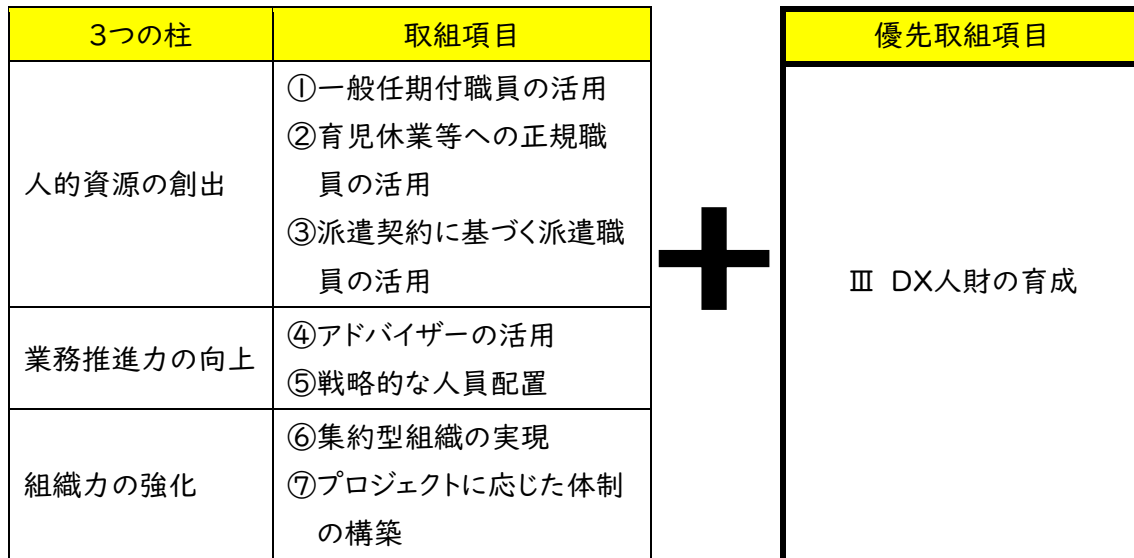 3つの柱
取組項目
人的資源の創出
①一般任期付職員の活用
②育児休業等への正規職
員の活用
③派遣契約に基づく派遣職
員の活用
業務推進力の向上
④アドバイザーの活用
⑤戦略的な人員配置
組織力の強化
⑥集約型組織の実現
⑦プロジェクトに応じた体制
の構築
+
優先取組項目
Ⅲ DX人財の育成